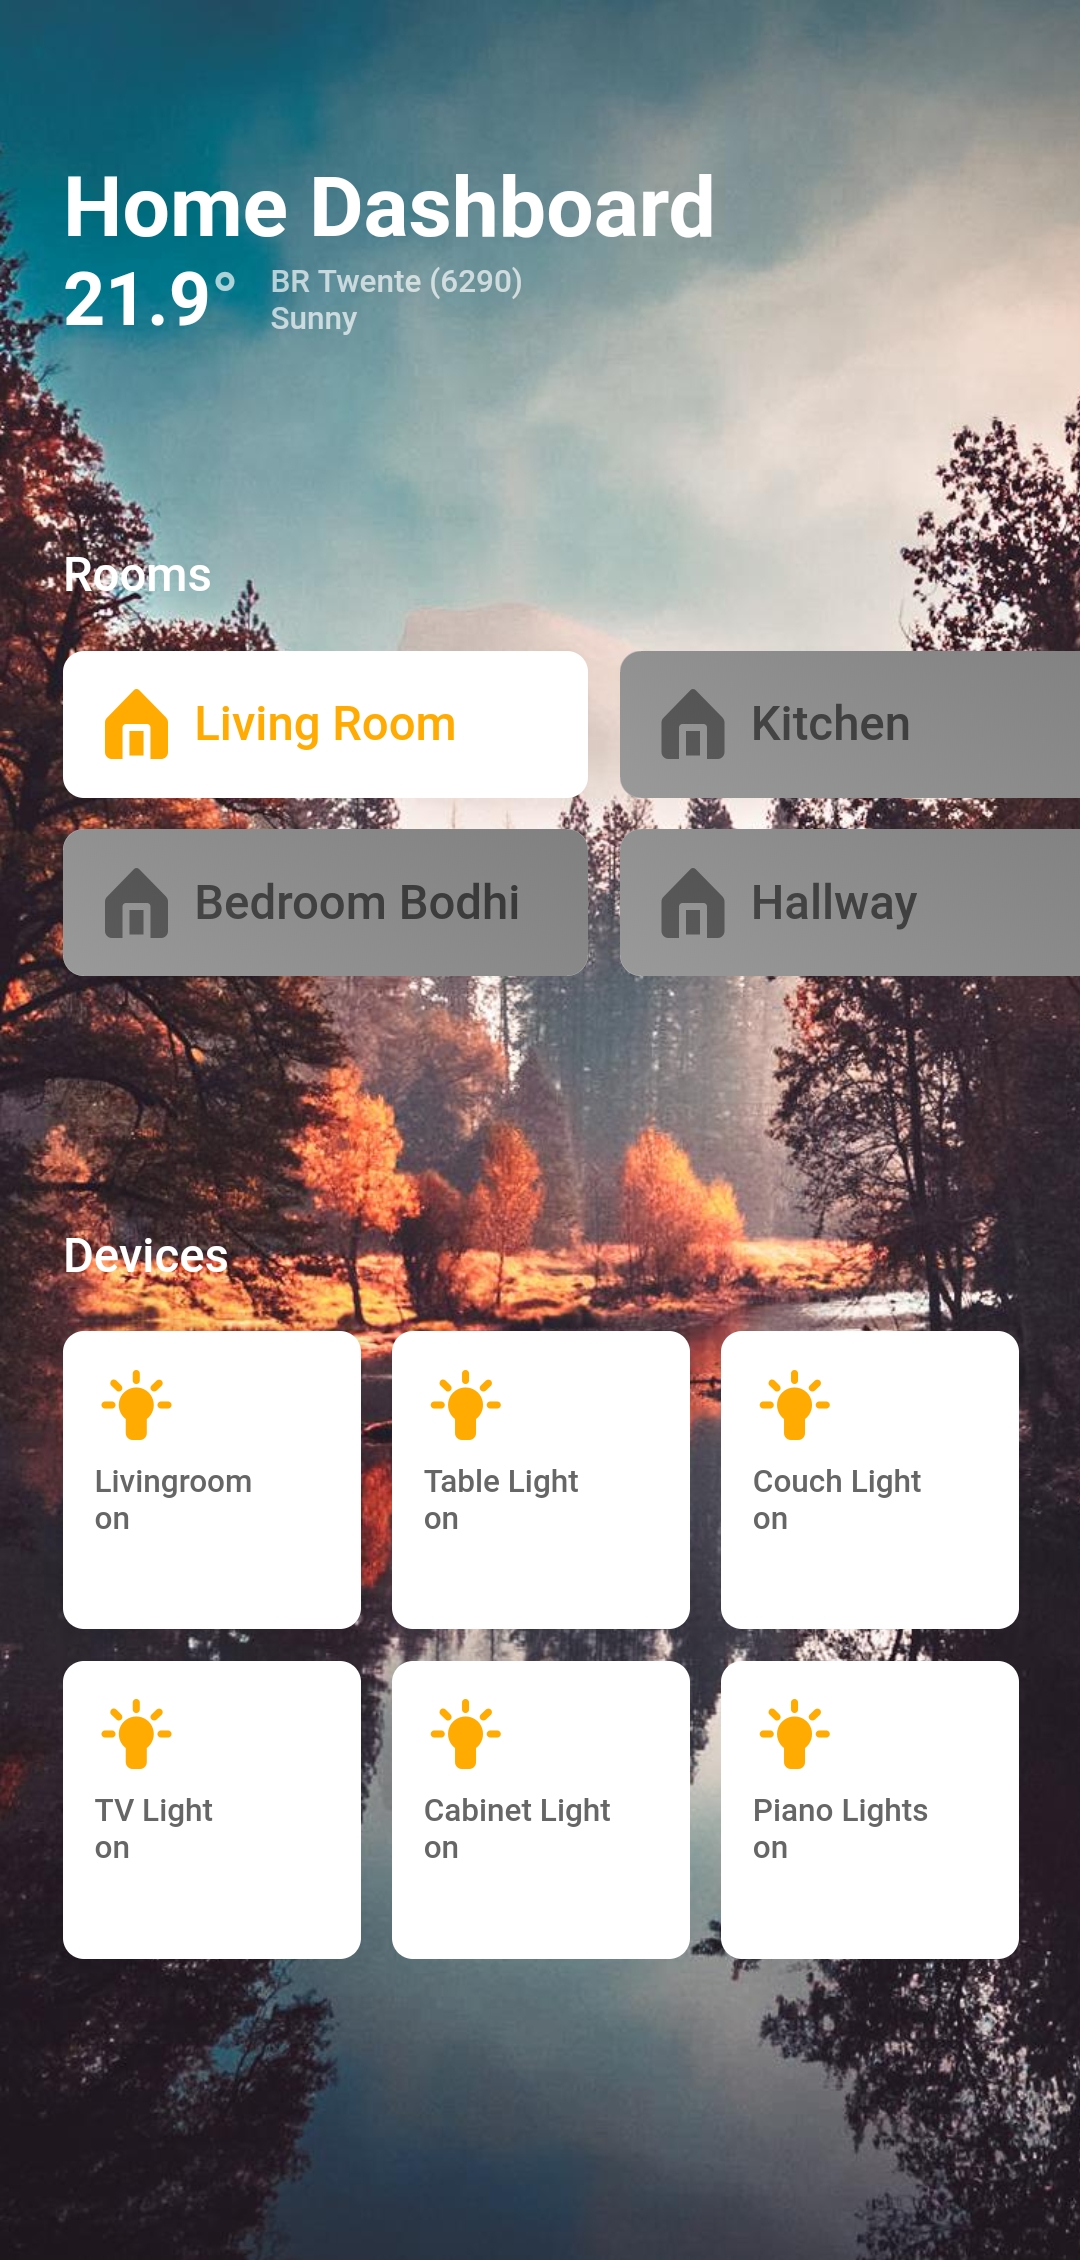 Home Dashboard
21.9°
BR Twente (6290)
Sunny
Rooms
Living Room
Kitchen
Bedroom Bodhi
Hallway
Devices
Livingroom
on
Table Light
on
Couch Light
on
TV Light
on
Cabinet Light
on
Piano Lights
on